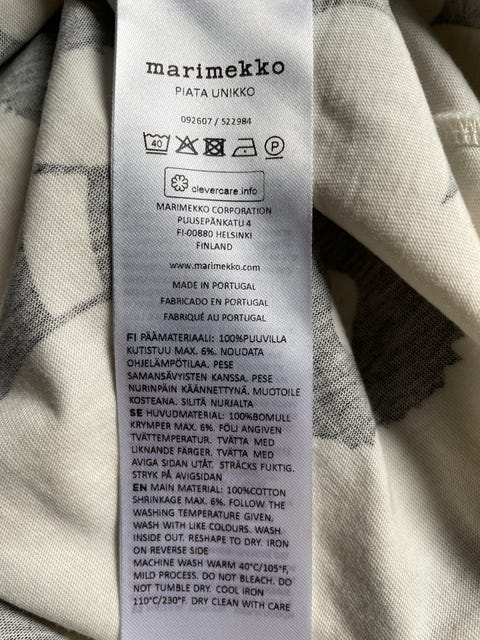 marimekko
PIATA UNIKKO
092607 / 522984
40 P
clevercare.info
MARIMEKKO CORPORATION
PUUSEPÄNKATU 4
FI-00880 HELSINKI
FINLAND
www.marimekko.com
MADE IN PORTUGAL
FABRICADO EN PORTUGAL
FABRIQUÉ AU PORTUGAL
FI PÄÄMATERIAALI: 100%PUUVILLA
KUTISTUU MAX. 6%. NOUDATA
OHJELÄMPÖTILAA. PESE
SAMANSÄVYISTEN KANSSA. PESE
NURINPÄIN KÄÄNNETTYNÄ. MUOTOILE
KOSTEANA. SILITÄ NURJALTA
SE HUVUDMATERIAL: 100%BOMULL
KRYMPER MAX. 6%. FÖLJ ANGIVEN
TVÄTTEMPERATUR. TVÄTTA MED
LIKNANDE FÄRGER. TVÄTTA MED
AVIGA SIDAN UTÅT. STRÄCKS FUKTIG.
STRYK PÅ AVIGSIDAN
EN MAIN MATERIAL: 100%COTTON
SHRINKAGE MAX. 6%. FOLLOW THE
WASHING TEMPERATURE GIVEN.
WASH WITH LIKE COLOURS. WASH
INSIDE OUT. RESHAPE TO DRY. IRON
ON REVERSE SIDE
MACHINE WASH WARM 40°C/105°F,
MILD PROCESS. DO NOT BLEACH. DO
NOT TUMBLE DRY. COOL IRON
110°C/230°F. DRY CLEAN WITH CARE